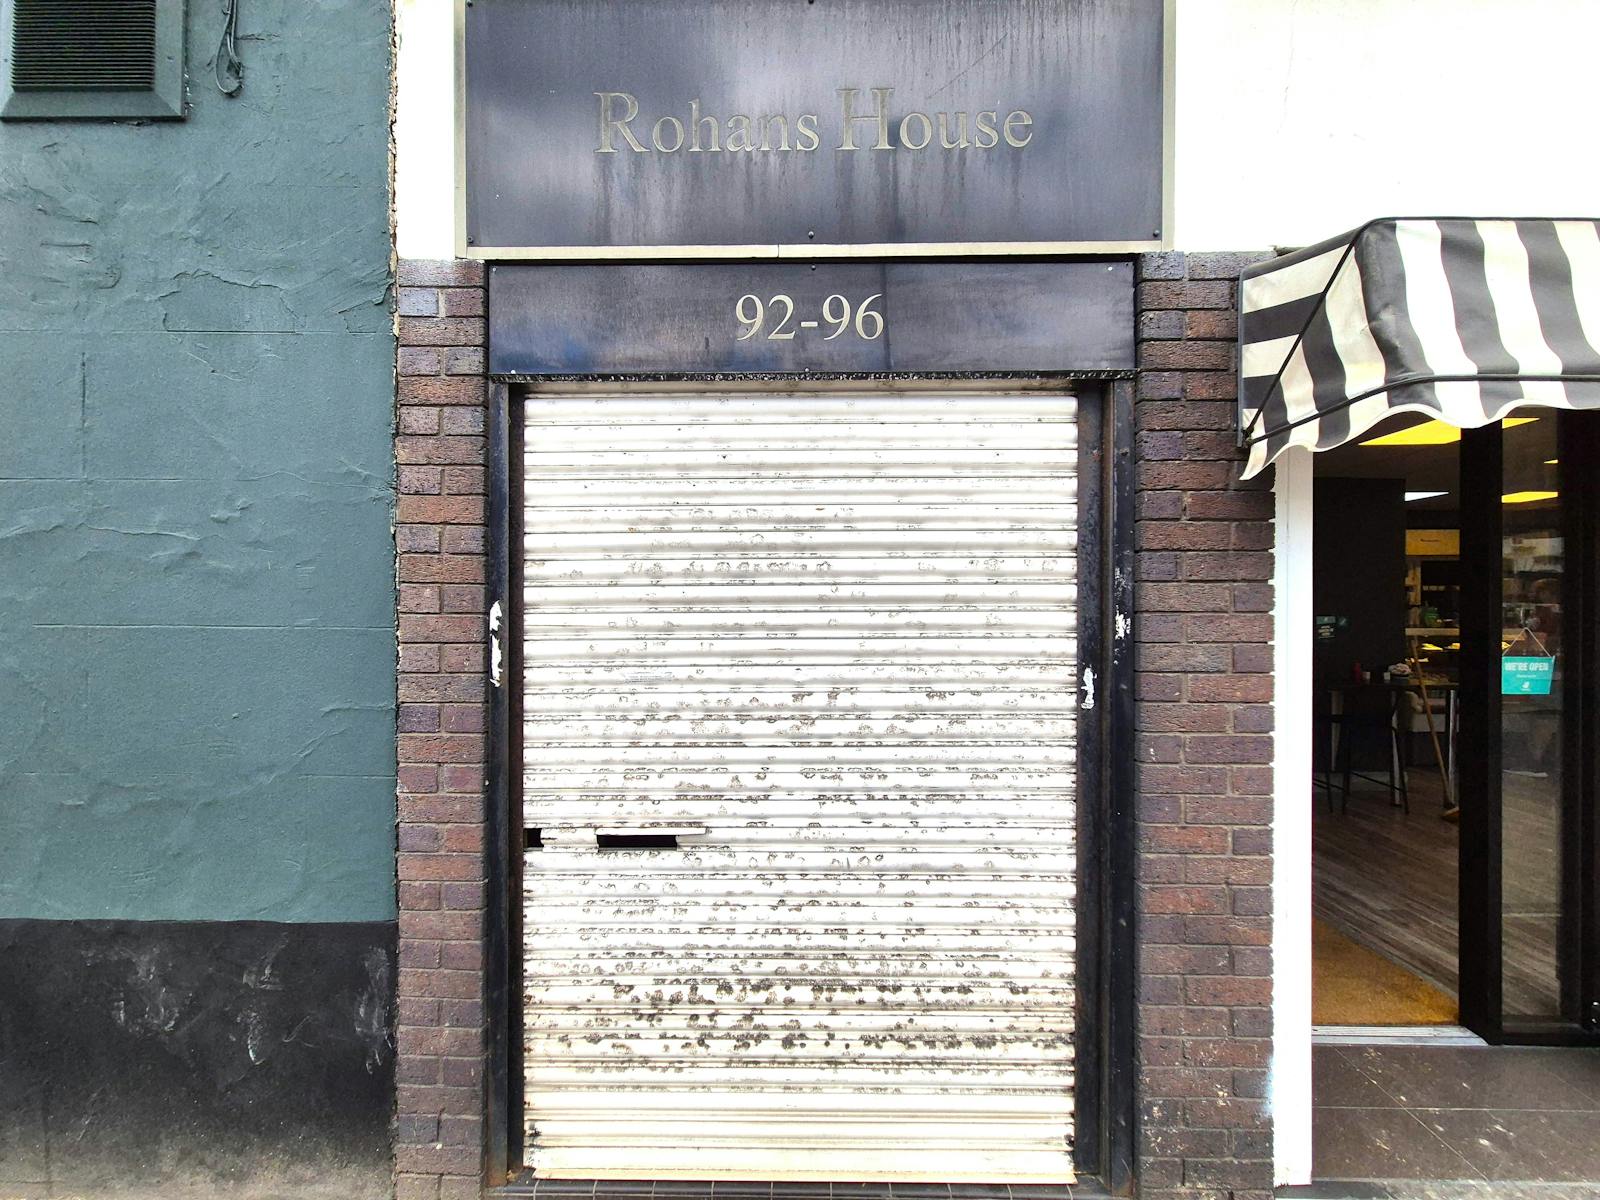 Rohans House
92-96
WE'RE OPEN